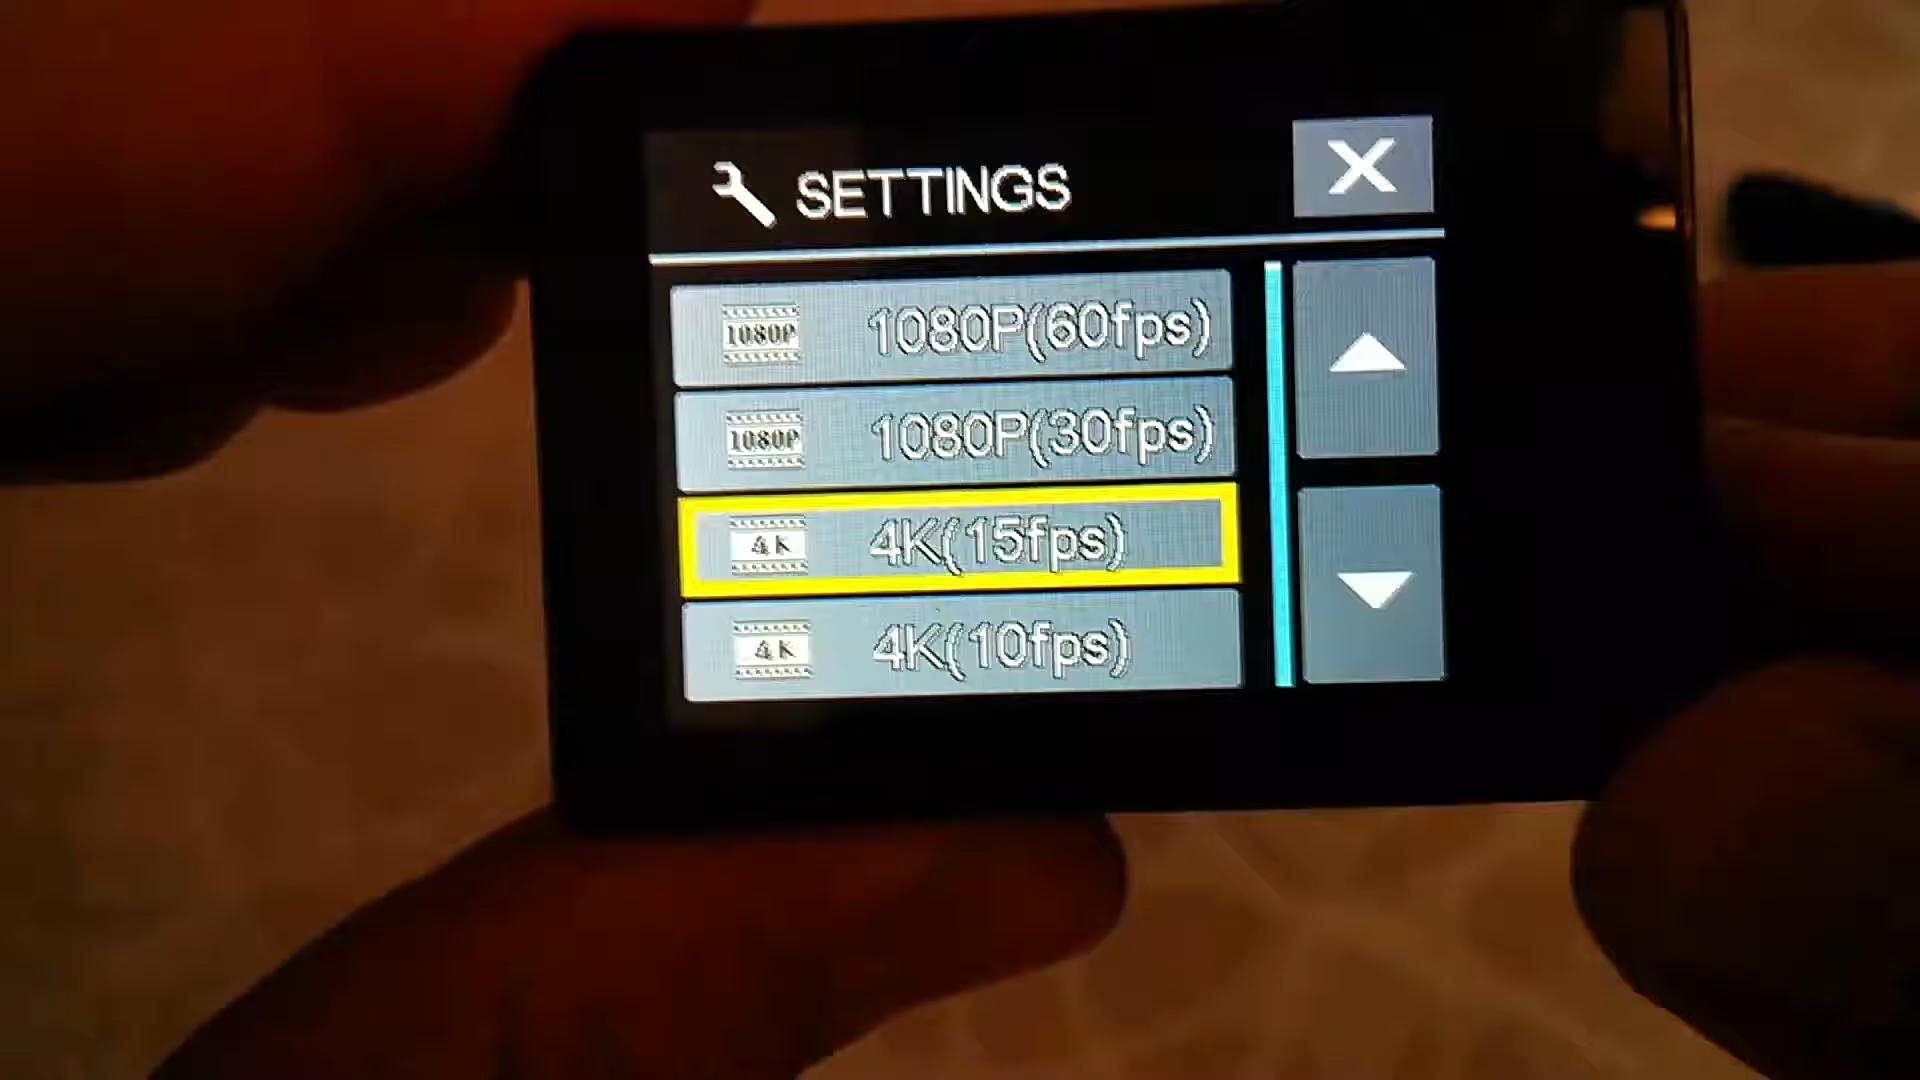 SETTINGS X
1080P 1080P(60fps)
1080P 1080P(30fps)
4K 4K(15fps)
4K 4K(10fps)